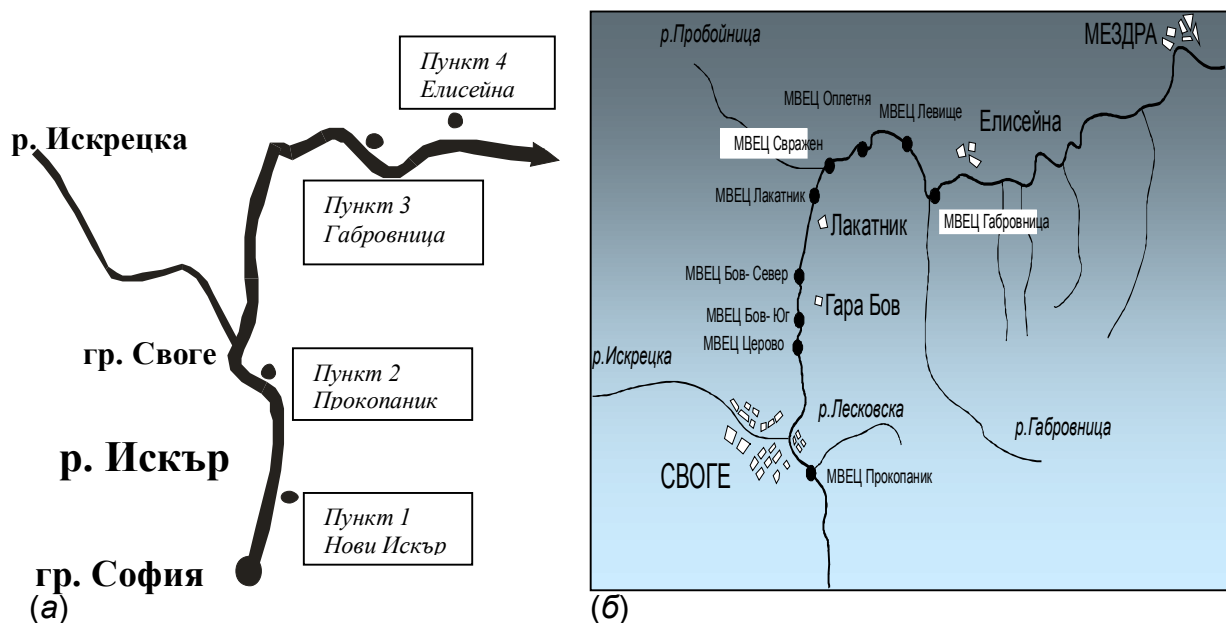 Пункт 4
Елисейна
р. Искрецка
Пункт 3
Габровница
гр. Своге
Пункт 2
Прокопаник
р. Искър
Пункт 1
Нови Искър
гр. София
(а)
МЕЗДРА
р.Пробойница
МВЕЦ Оплетня
МВЕЦ Левище
Елисейна
МВЕЦ Свражен
МВЕЦ Лакатник
Лакатник
МВЕЦ Габровница
МВЕЦ Бов- Север
Гара Бов
МВЕЦ Бов- Юг
МВЕЦ Церово
р.Искрецка
р.Лесковска
р.Габровница
СВОГЕ
МВЕЦ Прокопаник
(б)